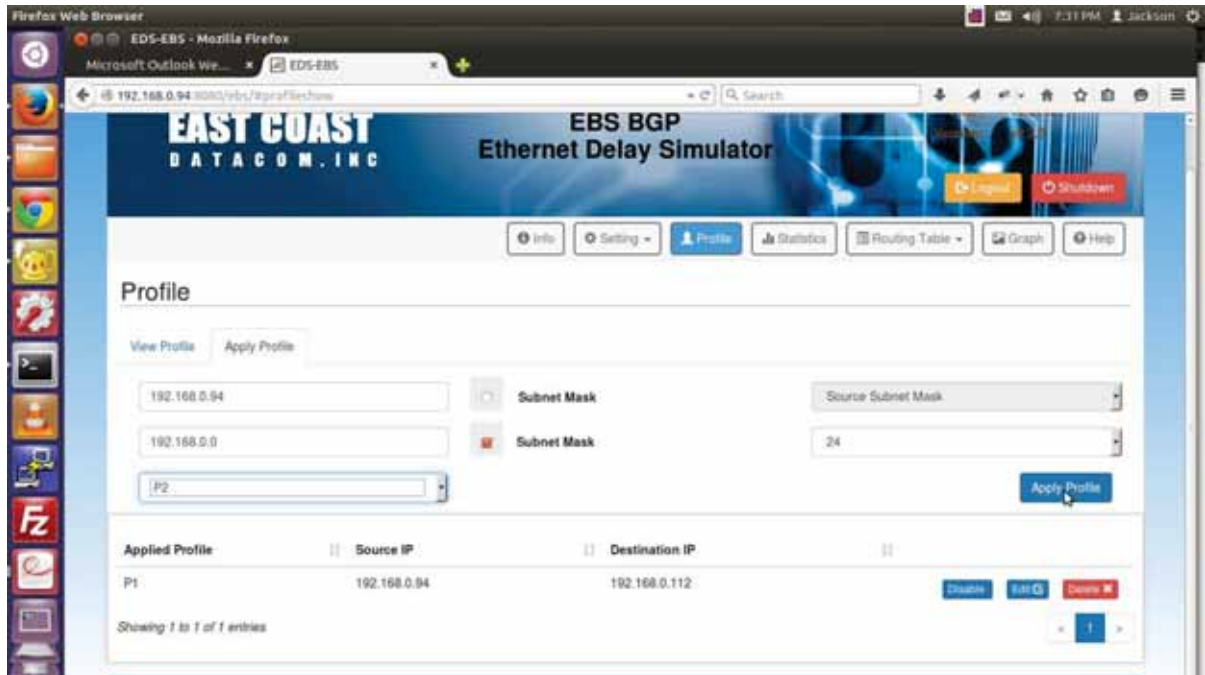 Firefox Web Browser
7:31 PM Jackson
EDS-EBS - Mozilla Firefox
Microsoft Outlook We... × EDS-EBS ×
192.168.0.94:8080/ebs/#profileshow
Search
EAST COAST
DATACOM.INC
EBS BGP
Ethernet Delay Simulator
Logout Shutdown
Info Setting Profile Statistics Routing Table Graph Help
Profile
View Profile Apply Profile
192.168.0.94 Subnet Mask Source Subnet Mask
192.168.0.0 Subnet Mask 24
P2 Apply Profile
Applied Profile Source IP Destination IP
P1 192.168.0.94 192.168.0.112 Disable Edit Delete
Showing 1 to 1 of 1 entries
« 1 »
Fz